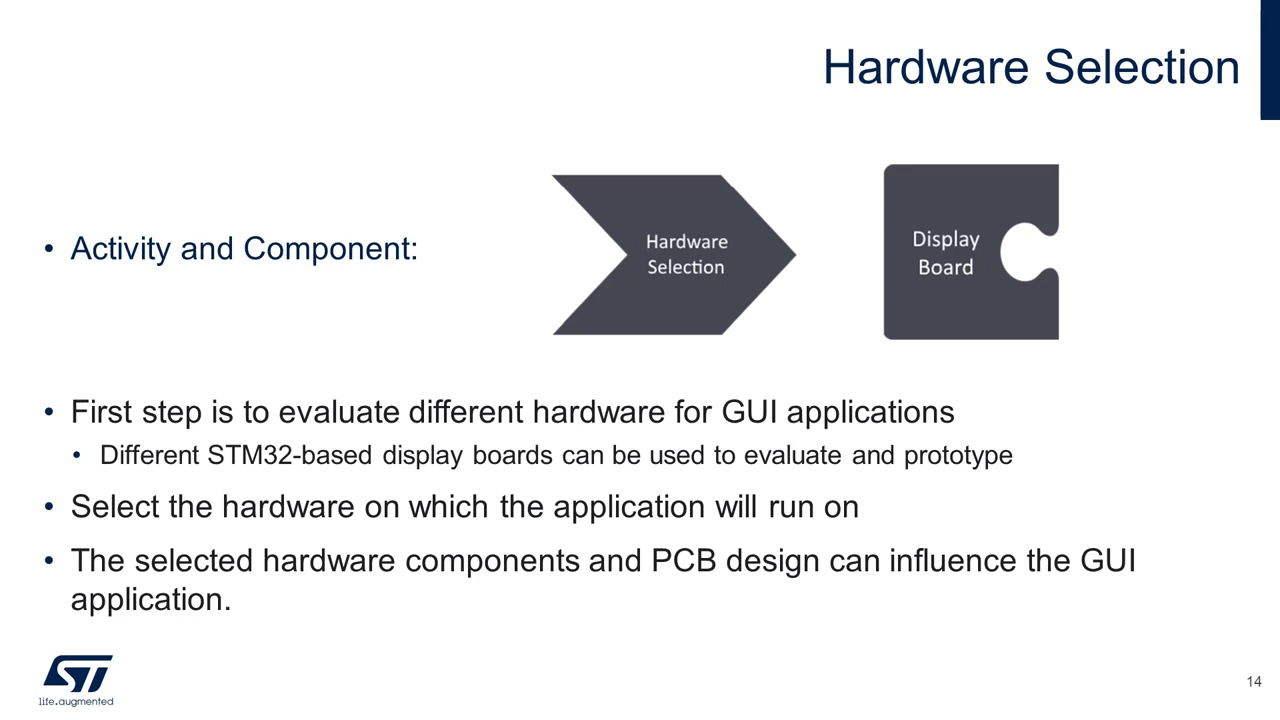 Hardware Selection
• Activity and Component:
Hardware
Selection
Display
Board
• First step is to evaluate different hardware for GUI applications
• Different STM32-based display boards can be used to evaluate and prototype
• Select the hardware on which the application will run on
• The selected hardware components and PCB design can influence the GUI
application.
ST
life.augmented
14